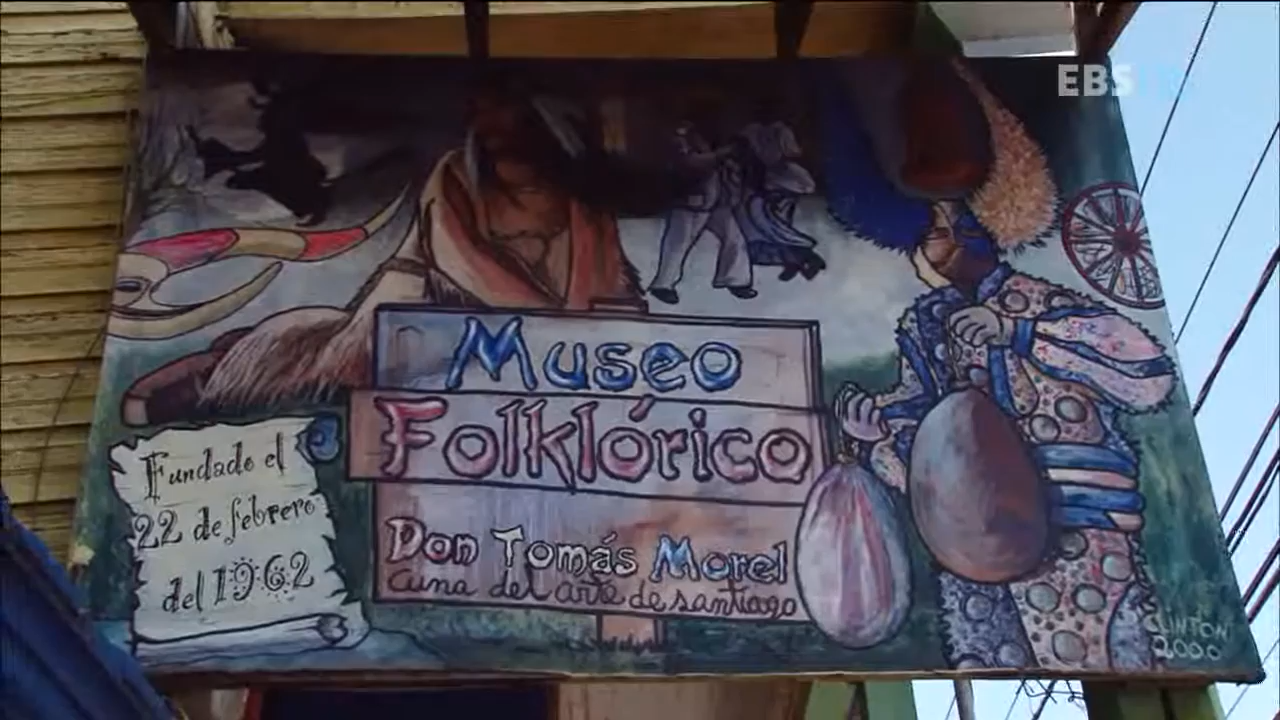 EBS
Museo
Folklórico
Don Tomás Morel
Cuna del arte de santiago
Fundado el
22 de febrero
del 1962
CLINTON
2000